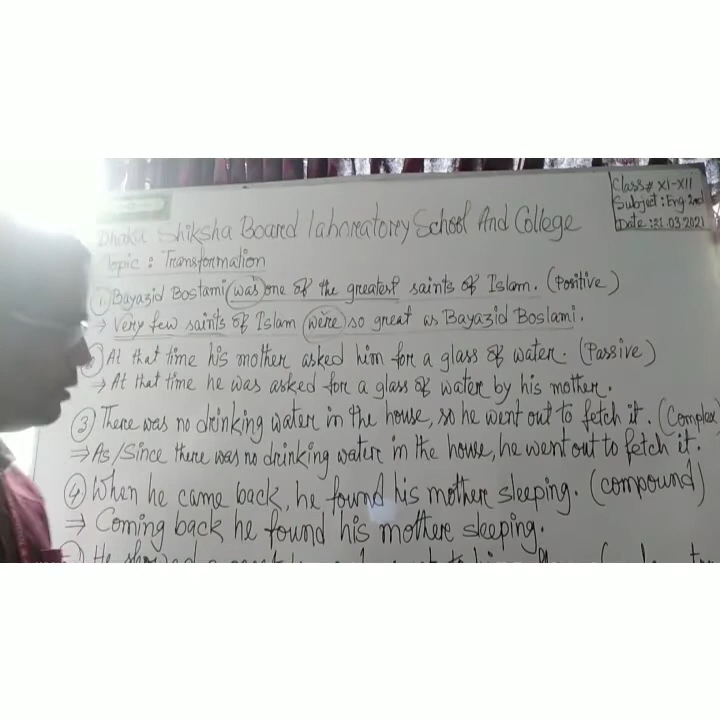 Class# XI-XII
Subject: Eng 2nd
Date: 21.03.2021
Dhaka Shiksha Board Laboratory School And College
Topic: Transformation
① Bayazid Bostami was one of the greatest saints of Islam. (Positive)
→ Very few saints of Islam were so great as Bayazid Boslami.
② At that time his mother asked him for a glass of water. (Passive)
→ At that time he was asked for a glass of water by his mother.
③ There was no drinking water in the house, so he went out to fetch it. (Complex)
⇒ As/Since there was no drinking water in the house, he went out to fetch it.
④ When he came back, he found his mother sleeping. (compound)
⇒ Coming back he found his mother sleeping.
He showed a